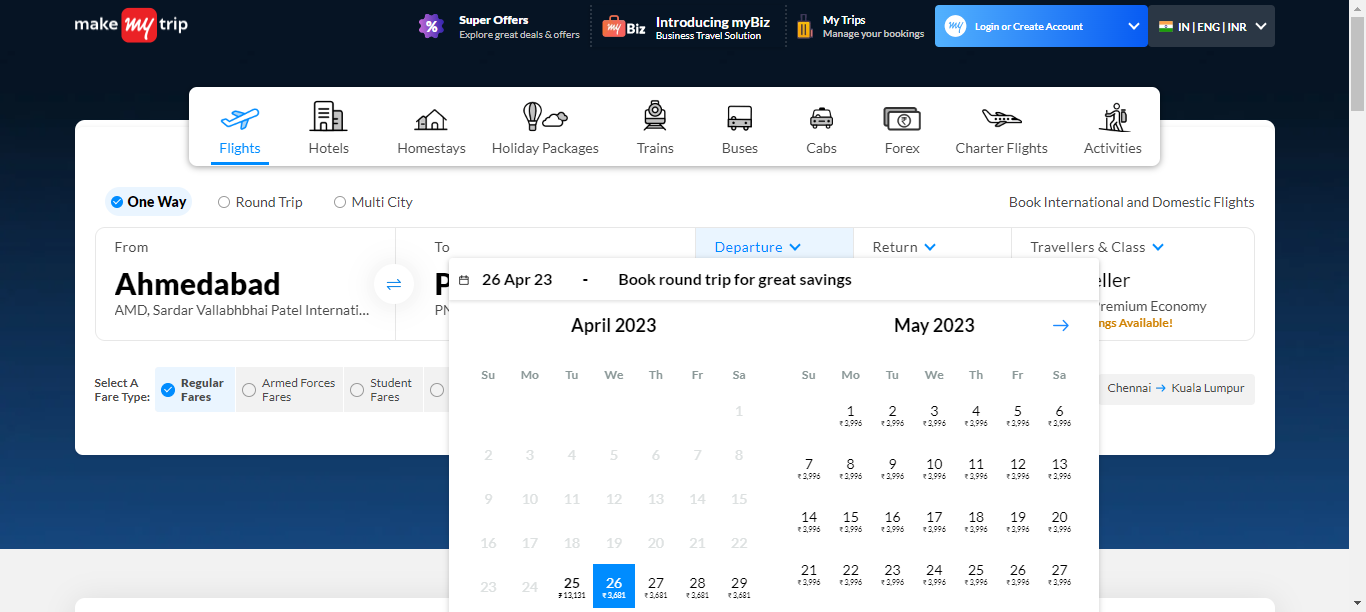 make my trip
% Super Offers
Explore great deals & offers
my Biz Introducing myBiz
Business Travel Solution
My Trips
Manage your bookings
my Login or Create Account
IN | ENG | INR
Flights Hotels Homestays Holiday Packages Trains Buses Cabs Forex Charter Flights Activities
One Way Round Trip Multi City Book International and Domestic Flights
From To Departure Return Travellers & Class
Ahmedabad
AMD, Sardar Vallabhbhai Patel Internati...
26 Apr 23 - Book round trip for great savings
Premium Economy
Available!
April 2023 May 2023
Su Mo Tu We Th Fr Sa Su Mo Tu We Th Fr Sa
1 1 2 3 4 5 6
₹ 3,996 ₹ 3,996 ₹ 3,996 ₹ 3,996 ₹ 3,996 ₹ 3,996
2 3 4 5 6 7 8 7 8 9 10 11 12 13
₹ 3,996 ₹ 3,996 ₹ 3,996 ₹ 3,996 ₹ 3,996 ₹ 3,996 ₹ 3,996
9 10 11 12 13 14 15 14 15 16 17 18 19 20
₹ 3,996 ₹ 3,996 ₹ 3,996 ₹ 3,996 ₹ 3,996 ₹ 3,996 ₹ 3,996
16 17 18 19 20 21 22 21 22 23 24 25 26 27
₹ 3,996 ₹ 3,996 ₹ 3,996 ₹ 3,996 ₹ 3,996 ₹ 3,996 ₹ 3,996
23 24 25 26 27 28 29
₹ 13,131 ₹ 3,681 ₹ 3,681 ₹ 3,681 ₹ 3,681
Select A
Fare Type:
Regular
Fares
Armed Forces
Fares
Student
Fares
Chennai → Kuala Lumpur